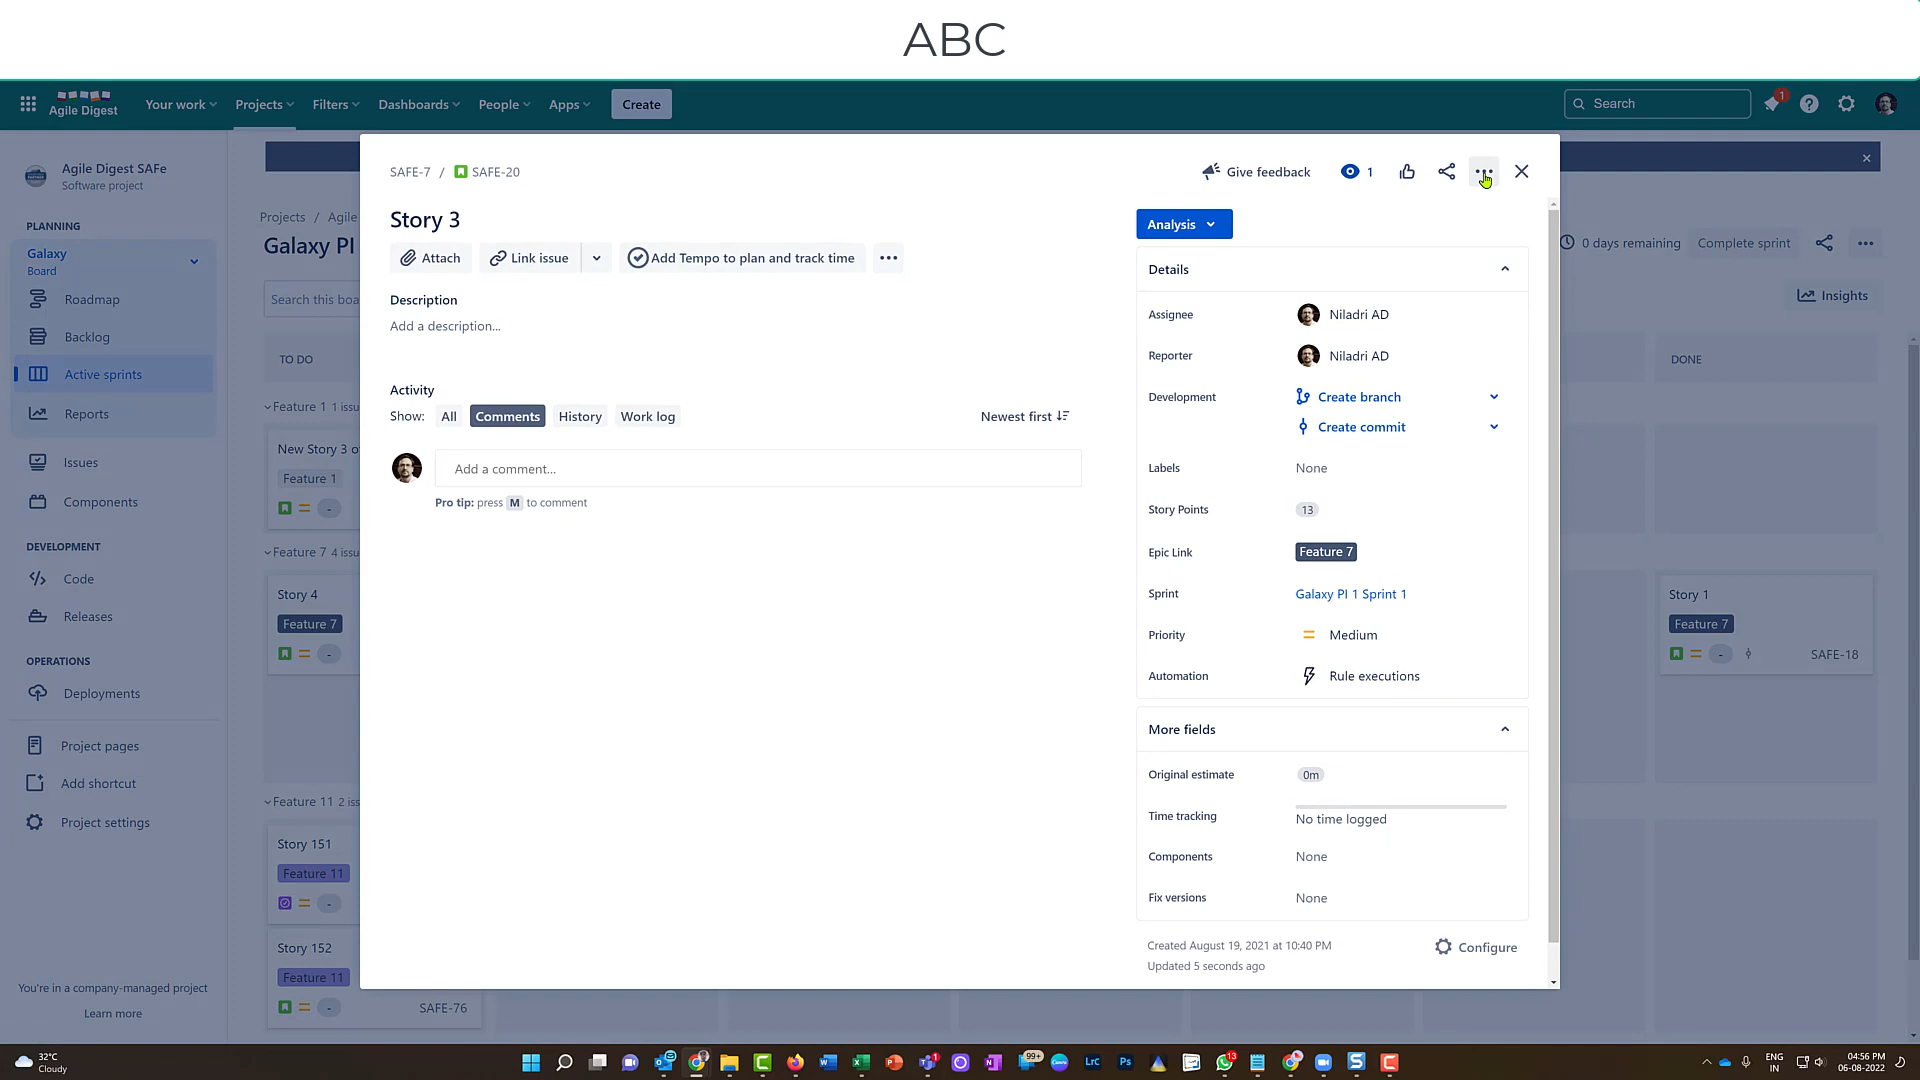 ABC
Agile Digest
Your work
Projects
Filters
Dashboards
People
Apps
Create
Search
1
Agile Digest SAFe
Software project
PLANNING
Galaxy
Board
Roadmap
Backlog
Active sprints
Reports
Issues
Components
DEVELOPMENT
Code
Releases
OPERATIONS
Deployments
Project pages
Add shortcut
Project settings
You're in a company-managed project
Learn more
Projects / Agile
Galaxy PI
Search this boa
TO DO
Feature 1 1 issu
New Story 3 o
Feature 1
-
Feature 7 4 issu
Story 4
Feature 7
-
Feature 11 2 iss
Story 151
Feature 11
-
Story 152
Feature 11
-
SAFE-76
SAFE-7 / SAFE-20
Give feedback
1
Story 3
Attach
Link issue
Add Tempo to plan and track time
Description
Add a description...
Activity
Show: All Comments History Work log
Newest first
Add a comment...
Pro tip: press M to comment
Analysis
Details
Assignee Niladri AD
Reporter Niladri AD
Development Create branch
Create commit
Labels None
Story Points 13
Epic Link Feature 7
Sprint Galaxy PI 1 Sprint 1
Priority Medium
Automation Rule executions
More fields
Original estimate 0m
Time tracking No time logged
Components None
Fix versions None
Created August 19, 2021 at 10:40 PM
Updated 5 seconds ago
Configure
0 days remaining
Complete sprint
Insights
DONE
Story 1
Feature 7
-
SAFE-18
32°C
Cloudy
1
99+
LrC
Ps
13
ENG
IN
04:56 PM
06-08-2022